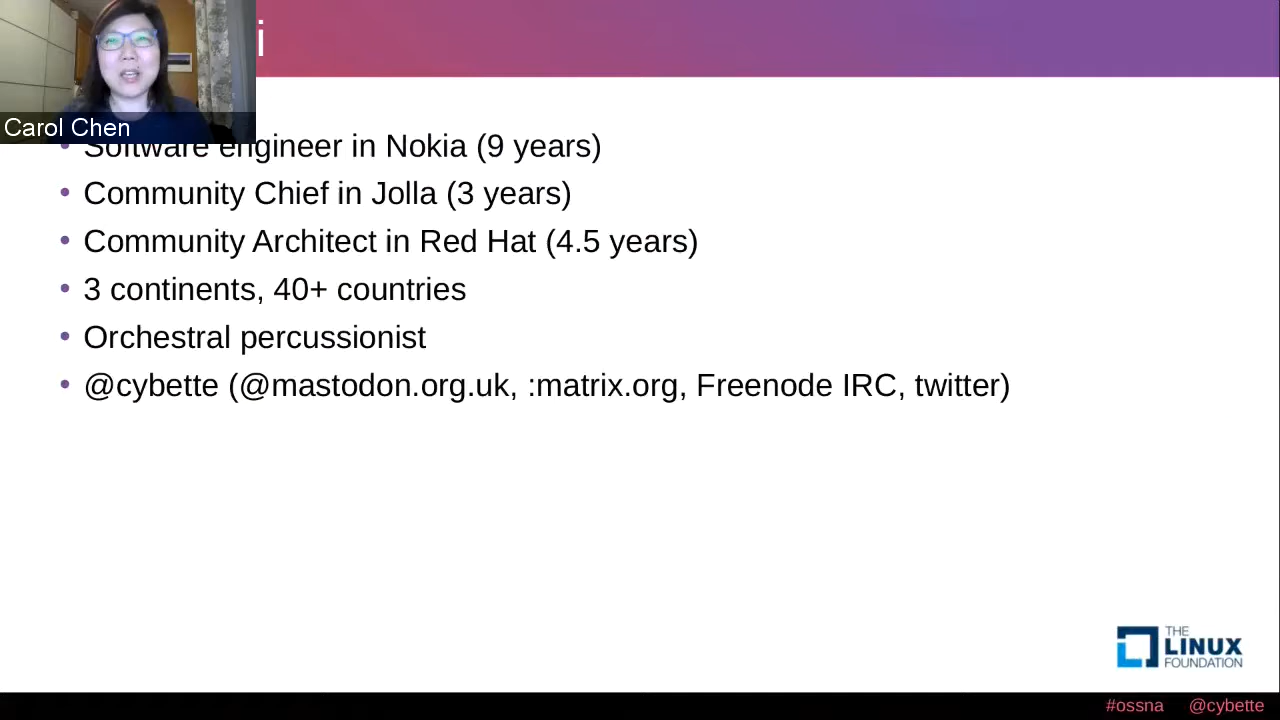 i
Carol Chen
• Software engineer in Nokia (9 years)
• Community Chief in Jolla (3 years)
• Community Architect in Red Hat (4.5 years)
• 3 continents, 40+ countries
• Orchestral percussionist
• @cybette (@mastodon.org.uk, :matrix.org, Freenode IRC, twitter)
THE
LINUX
FOUNDATION
#ossna @cybette